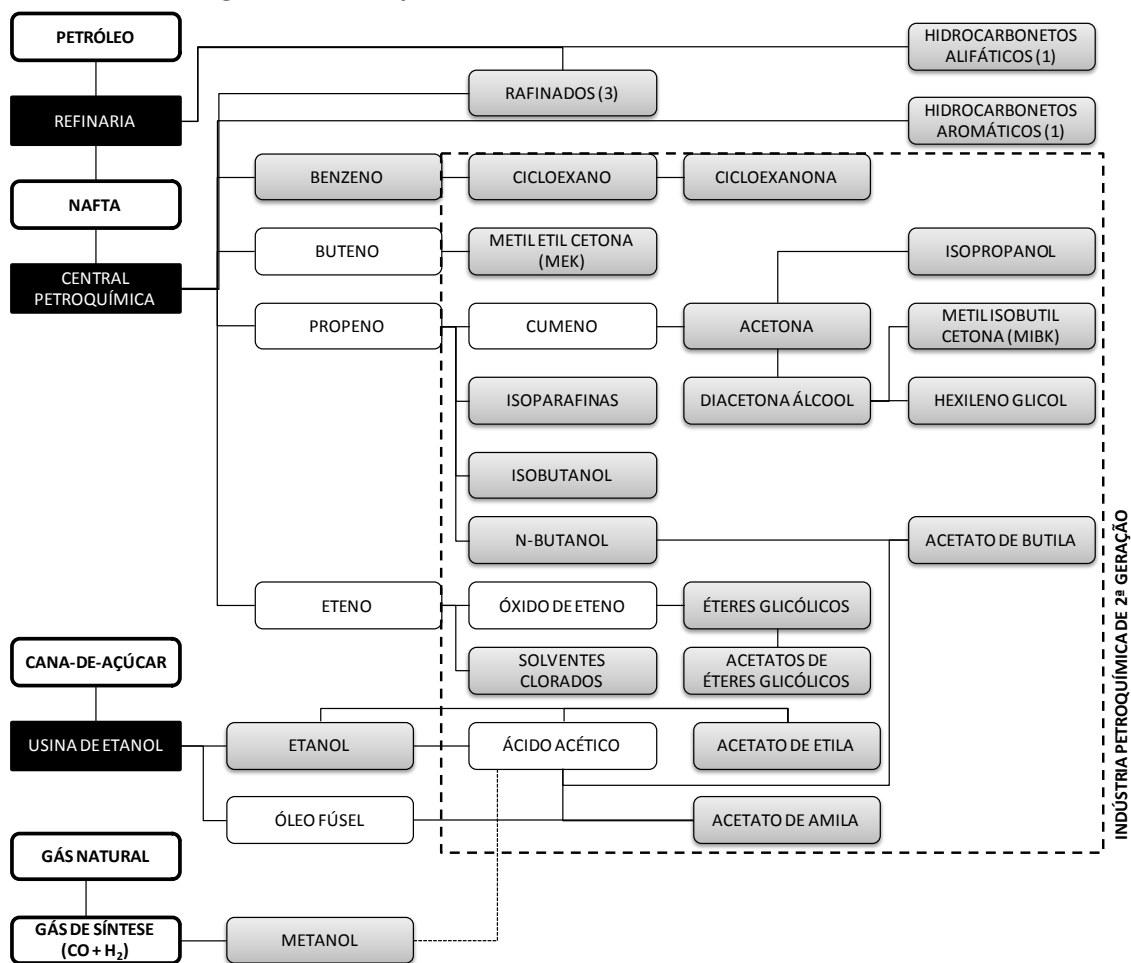 PETRÓLEO
HIDROCARBONETOS
ALIFÁTICOS (1)
RAFINADOS (3)
REFINARIA
HIDROCARBONETOS
AROMÁTICOS (1)
BENZENO
CICLOEXANO
CICLOEXANONA
NAFTA
BUTENO
METIL ETIL CETONA
(MEK)
ISOPROPANOL
CENTRAL
PETROQUÍMICA
PROPENO
CUMENO
ACETONA
METIL ISOBUTIL
CETONA (MIBK)
ISOPARAFINAS
DIACETONA ÁLCOOL
HEXILENO GLICOL
ISOBUTANOL
N-BUTANOL
ACETATO DE BUTILA
ETENO
ÓXIDO DE ETENO
ÉTERES GLICÓLICOS
CANA-DE-AÇÚCAR
SOLVENTES
CLORADOS
ACETATOS DE
ÉTERES GLICÓLICOS
USINA DE ETANOL
ETANOL
ÁCIDO ACÉTICO
ACETATO DE ETILA
ÓLEO FÚSEL
ACETATO DE AMILA
GÁS NATURAL
GÁS DE SÍNTESE
(CO + H₂)
METANOL
INDÚSTRIA PETROQUÍMICA DE 2ª GERAÇÃO